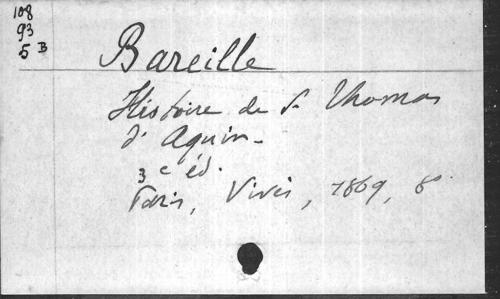 108
93
5 B
Bareille
Histoire de S. Thomas
d'Aquin.
3e éd.
Paris, Vivès, 1869, 8°